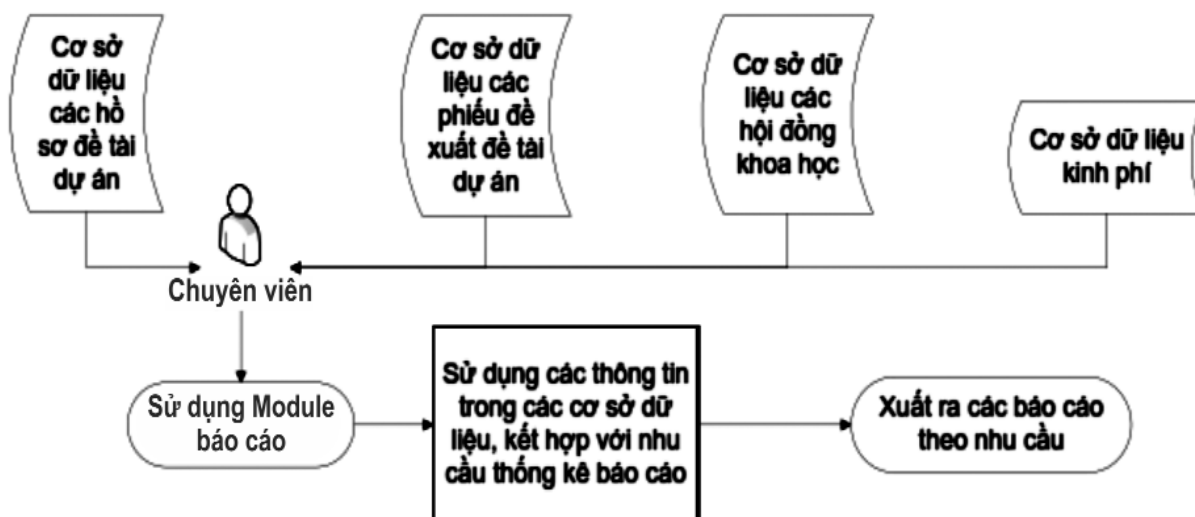 Cơ sở
dữ liệu
các hồ
sơ đề tài
dự án
Cơ sở dữ
liệu các
phiếu đề
xuất đề tài
dự án
Cơ sở dữ
liệu các
hội đồng
khoa học
Cơ sở dữ liệu
kinh phí
Chuyên viên
Sử dụng Module
báo cáo
Sử dụng các thông tin
trong các cơ sở dữ
liệu, kết hợp với nhu
cầu thống kê báo cáo
Xuất ra các báo cáo
theo nhu cầu